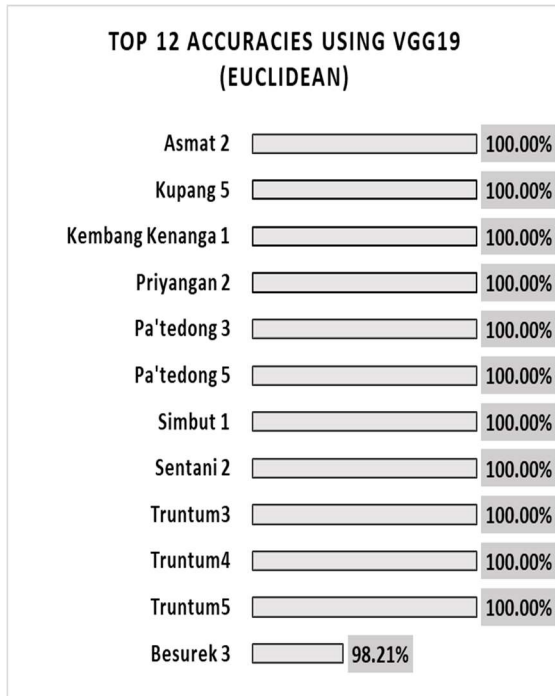 TOP 12 ACCURACIES USING VGG19
(EUCLIDEAN)
Asmat 2 100.00%
Kupang 5 100.00%
Kembang Kenanga 1 100.00%
Priyangan 2 100.00%
Pa'tedong 3 100.00%
Pa'tedong 5 100.00%
Simbut 1 100.00%
Sentani 2 100.00%
Truntum3 100.00%
Truntum4 100.00%
Truntum5 100.00%
Besurek 3 98.21%